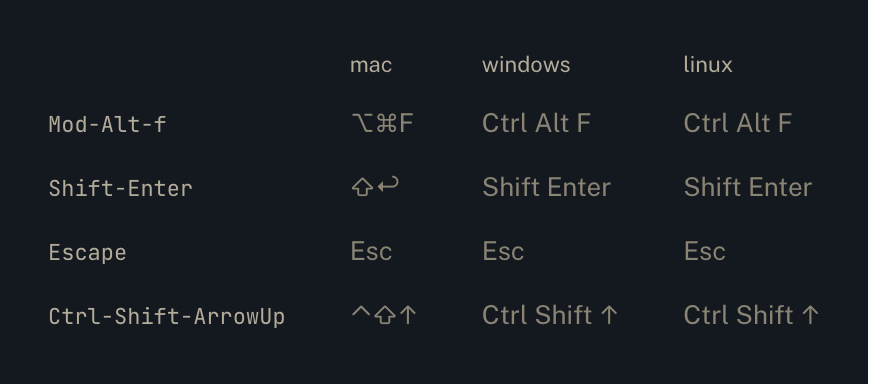 mac windows linux
Mod-Alt-f ⌥⌘F Ctrl Alt F Ctrl Alt F
Shift-Enter ⇧⏎ Shift Enter Shift Enter
Escape Esc Esc Esc
Ctrl-Shift-ArrowUp ⌃⇧↑ Ctrl Shift ↑ Ctrl Shift ↑